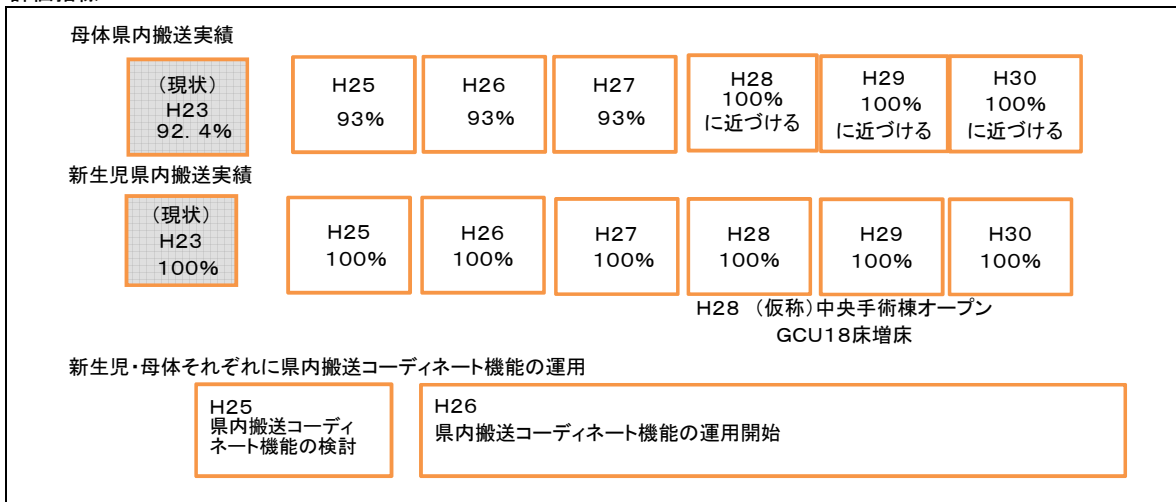 母体県内搬送実績
(現状)
H23
92.4%
H25
93%
H26
93%
H27
93%
H28
100%
に近づける
H29
100%
に近づける
H30
100%
に近づける
新生児県内搬送実績
(現状)
H23
100%
H25
100%
H26
100%
H27
100%
H28
100%
H29
100%
H30
100%
H28 (仮称)中央手術棟オープン
GCU18床増床
新生児・母体それぞれに県内搬送コーディネート機能の運用
H25
県内搬送コーディ
ネート機能の検討
H26
県内搬送コーディネート機能の運用開始